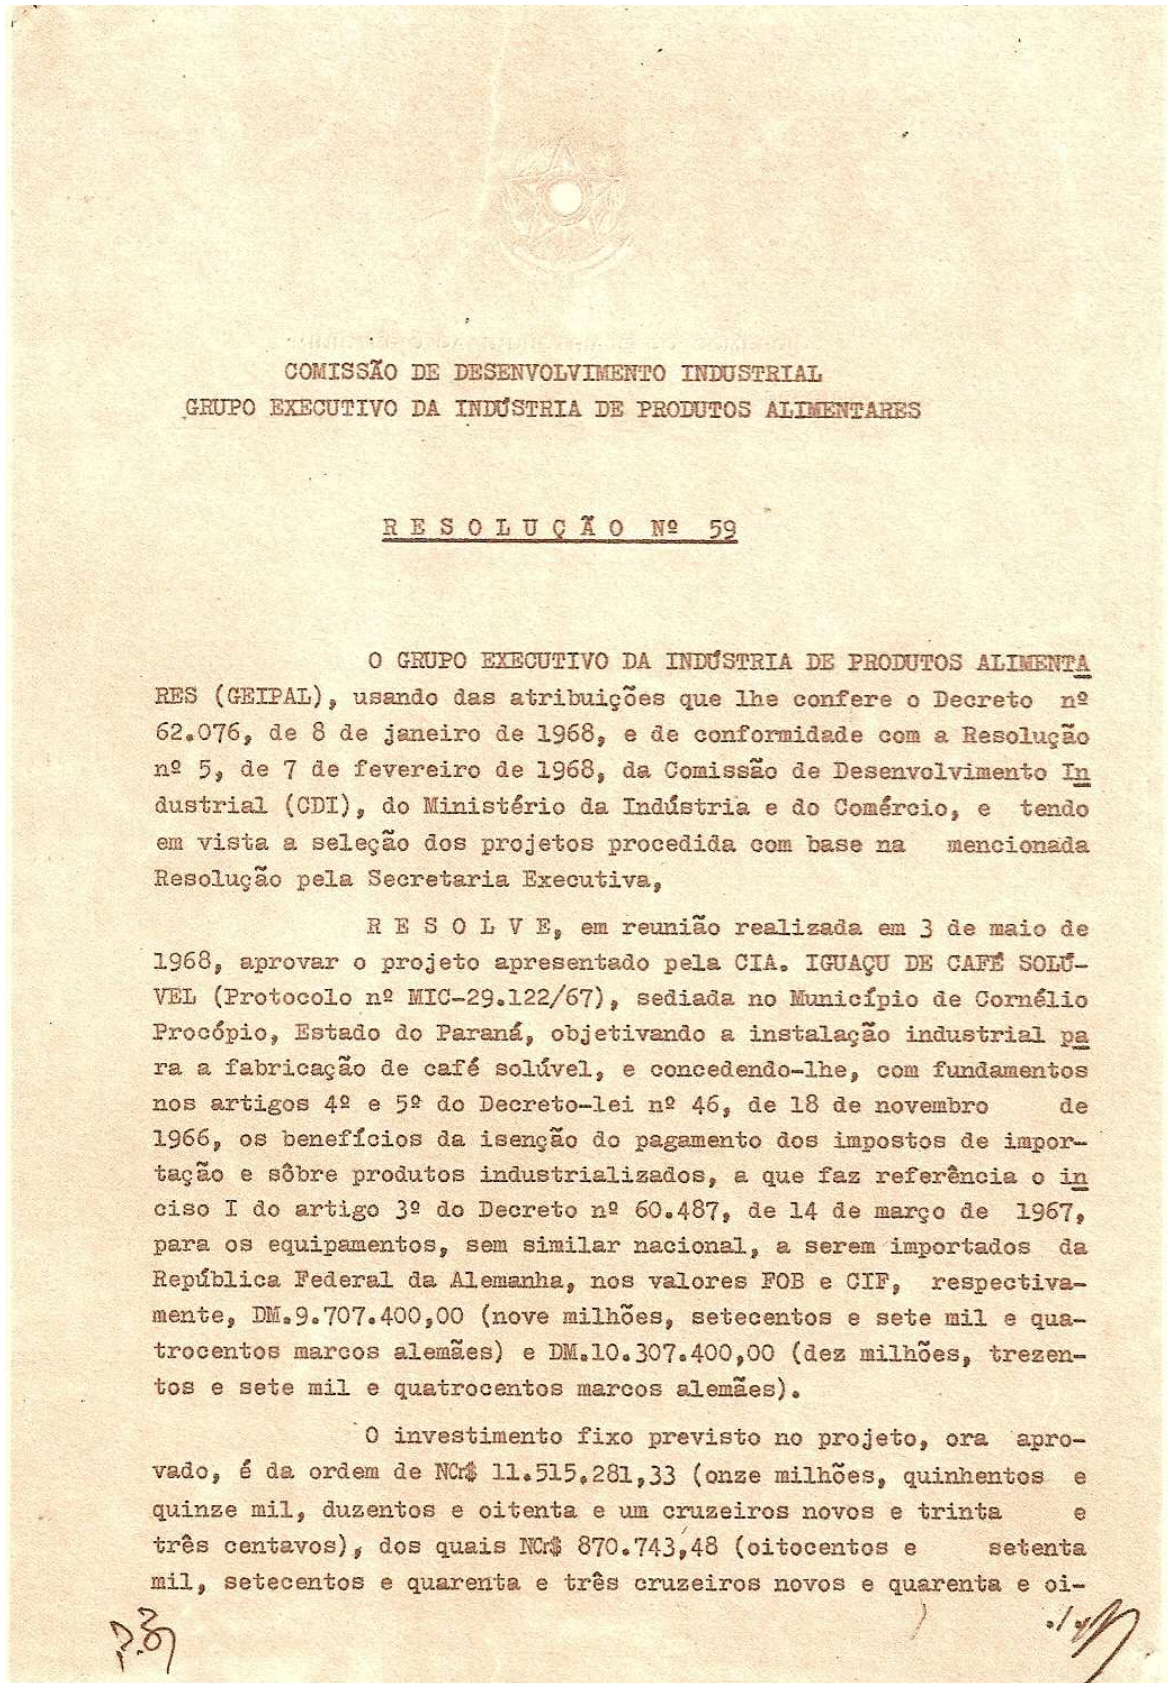 COMISSÃO DE DESENVOLVIMENTO INDUSTRIAL
GRUPO EXECUTIVO DA INDÚSTRIA DE PRODUTOS ALIMENTARES
R E S O L U Ç Ã O Nº 59
O GRUPO EXECUTIVO DA INDÚSTRIA DE PRODUTOS ALIMENTA
RES (GEIPAL), usando das atribuições que lhe confere o Decreto nº
62.076, de 8 de janeiro de 1968, e de conformidade com a Resolução
nº 5, de 7 de fevereiro de 1968, da Comissão de Desenvolvimento In
dustrial (CDI), do Ministério da Indústria e do Comércio, e tendo
em vista a seleção dos projetos procedida com base na mencionada
Resolução pela Secretaria Executiva,
R E S O L V E, em reunião realizada em 3 de maio de
1968, aprovar o projeto apresentado pela CIA. IGUAÇU DE CAFÉ SOLÚ-
VEL (Protocolo nº MIC-29.122/67), sediada no Município de Cornélio
Procópio, Estado do Paraná, objetivando a instalação industrial pa
ra a fabricação de café solúvel, e concedendo-lhe, com fundamentos
nos artigos 4º e 5º do Decreto-lei nº 46, de 18 de novembro de
1966, os benefícios da isenção do pagamento dos impostos de impor-
tação e sôbre produtos industrializados, a que faz referência o in
ciso I do artigo 3º do Decreto nº 60.487, de 14 de março de 1967,
para os equipamentos, sem similar nacional, a serem importados da
República Federal da Alemanha, nos valores FOB e CIF, respectiva-
mente, DM.9.707.400,00 (nove milhões, setecentos e sete mil e qua-
trocentos marcos alemães) e DM.10.307.400,00 (dez milhões, trezen-
tos e sete mil e quatrocentos marcos alemães).
O investimento fixo previsto no projeto, ora apro-
vado, é da ordem de NCr$ 11.515.281,33 (onze milhões, quinhentos e
quinze mil, duzentos e oitenta e um cruzeiros novos e trinta e
três centavos), dos quais NCr$ 870.743,48 (oitocentos e setenta
mil, setecentos e quarenta e três cruzeiros novos e quarenta e oi-